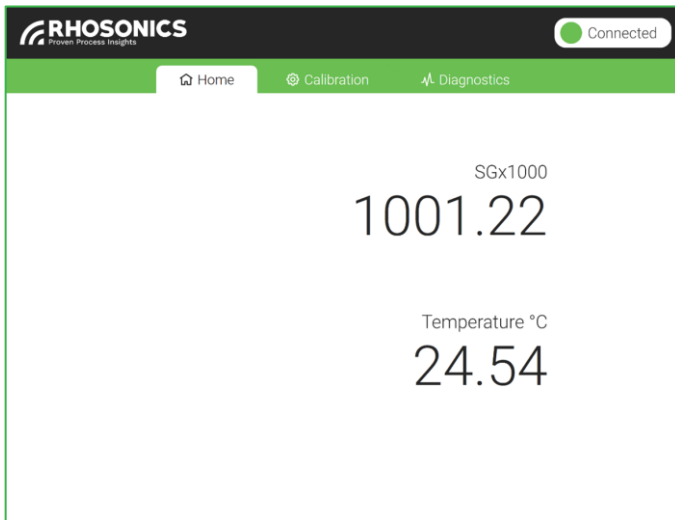 RHOSONICS
Proven Process Insights
Connected
Home Calibration Diagnostics
SGx1000
1001.22
Temperature °C
24.54